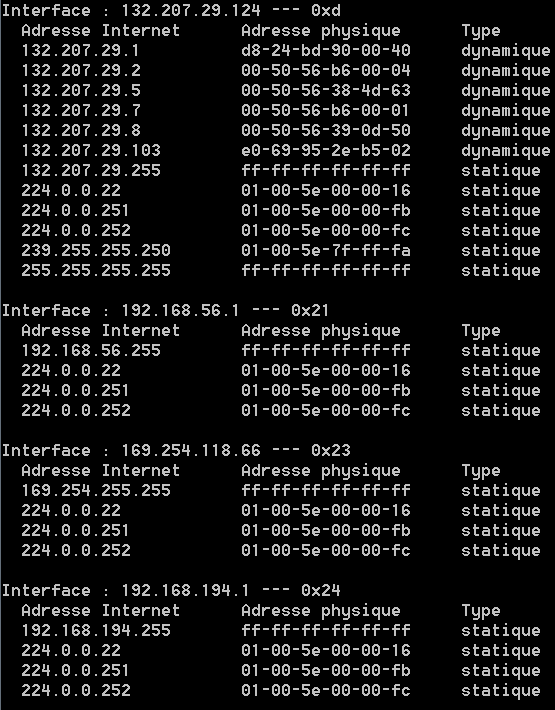 Interface : 132.207.29.124 --- 0xd
  Adresse Internet      Adresse physique      Type
  132.207.29.1          d8-24-bd-90-00-40     dynamique
  132.207.29.2          00-50-56-b6-00-04     dynamique
  132.207.29.5          00-50-56-38-4d-63     dynamique
  132.207.29.7          00-50-56-b6-00-01     dynamique
  132.207.29.8          00-50-56-39-0d-50     dynamique
  132.207.29.103        e0-69-95-2e-b5-02     dynamique
  132.207.29.255        ff-ff-ff-ff-ff-ff     statique
  224.0.0.22            01-00-5e-00-00-16     statique
  224.0.0.251           01-00-5e-00-00-fb     statique
  224.0.0.252           01-00-5e-00-00-fc     statique
  239.255.255.250       01-00-5e-7f-ff-fa     statique
  255.255.255.255       ff-ff-ff-ff-ff-ff     statique

Interface : 192.168.56.1 --- 0x21
  Adresse Internet      Adresse physique      Type
  192.168.56.255        ff-ff-ff-ff-ff-ff     statique
  224.0.0.22            01-00-5e-00-00-16     statique
  224.0.0.251           01-00-5e-00-00-fb     statique
  224.0.0.252           01-00-5e-00-00-fc     statique

Interface : 169.254.118.66 --- 0x23
  Adresse Internet      Adresse physique      Type
  169.254.255.255       ff-ff-ff-ff-ff-ff     statique
  224.0.0.22            01-00-5e-00-00-16     statique
  224.0.0.251           01-00-5e-00-00-fb     statique
  224.0.0.252           01-00-5e-00-00-fc     statique

Interface : 192.168.194.1 --- 0x24
  Adresse Internet      Adresse physique      Type
  192.168.194.255       ff-ff-ff-ff-ff-ff     statique
  224.0.0.22            01-00-5e-00-00-16     statique
  224.0.0.251           01-00-5e-00-00-fb     statique
  224.0.0.252           01-00-5e-00-00-fc     statique